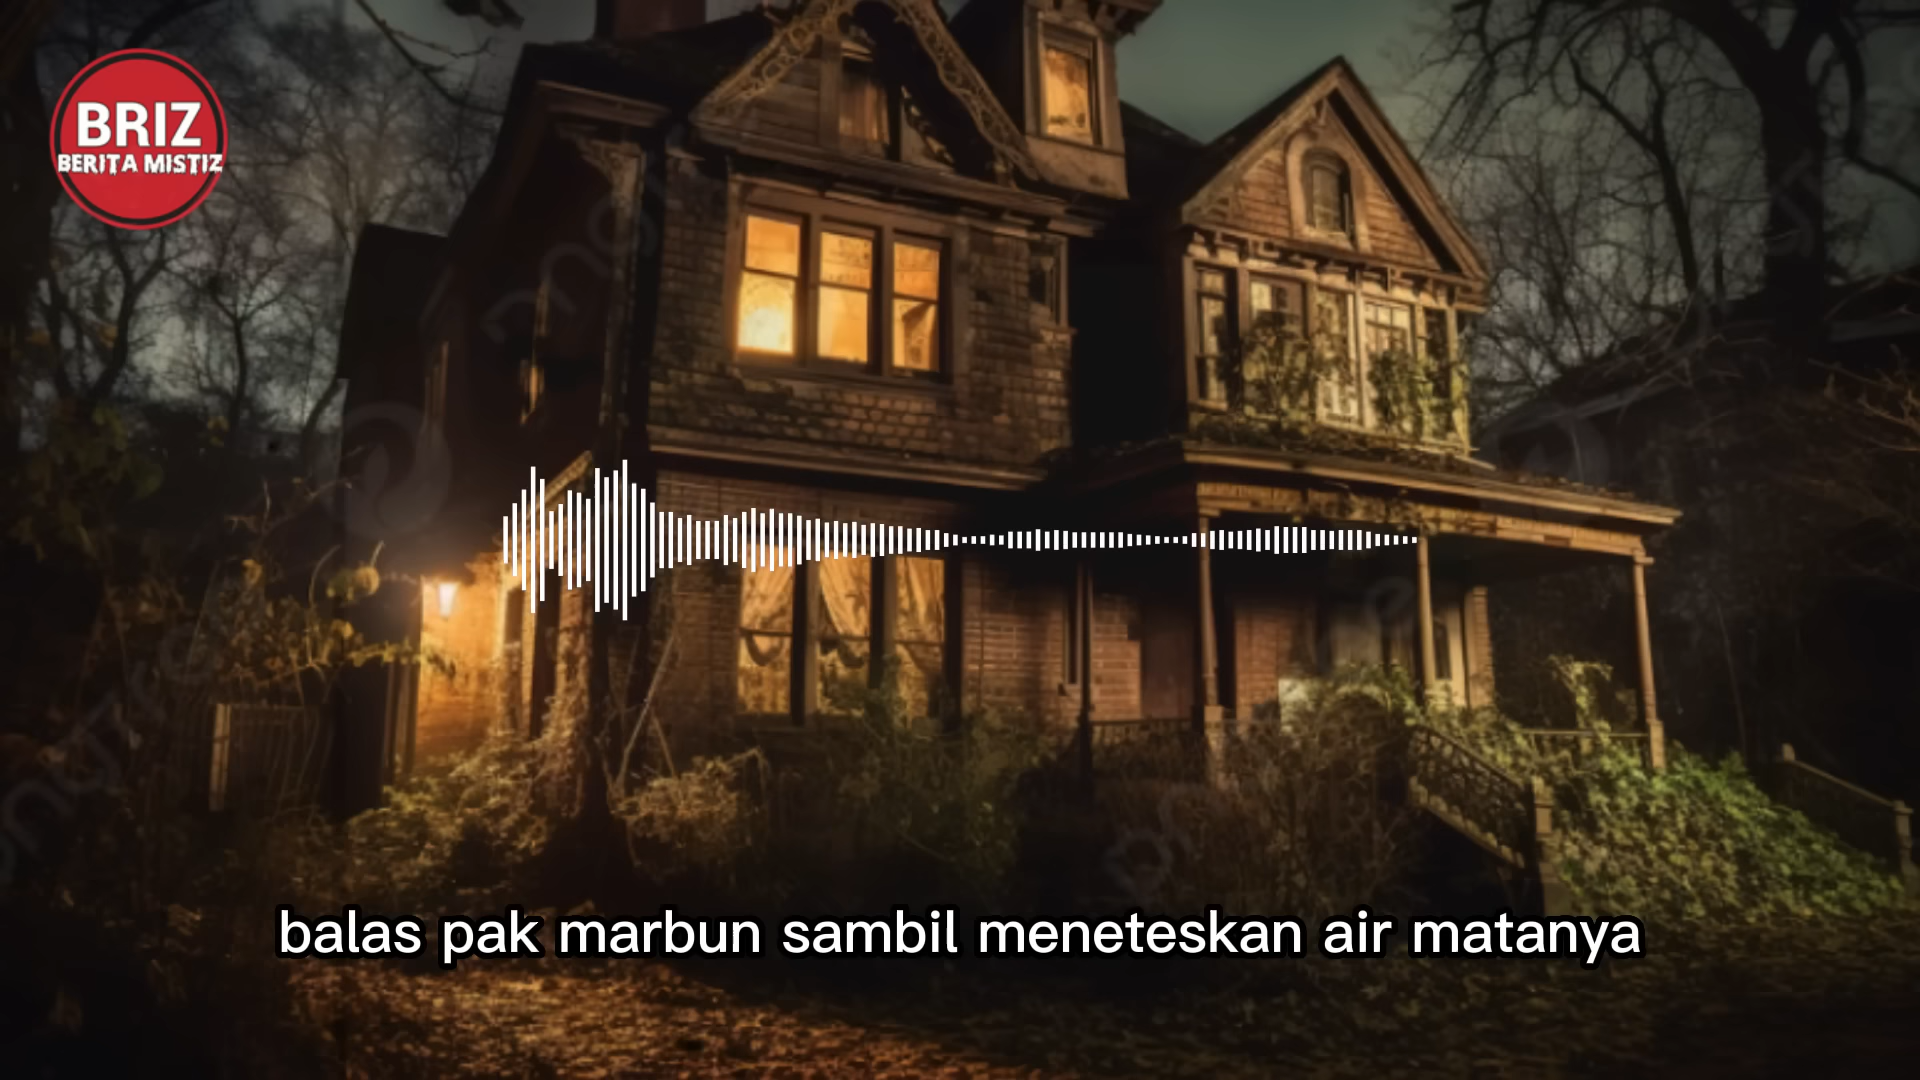 BRIZ
BERITA MISTIZ
balas pak marbun sambil meneteskan air matanya